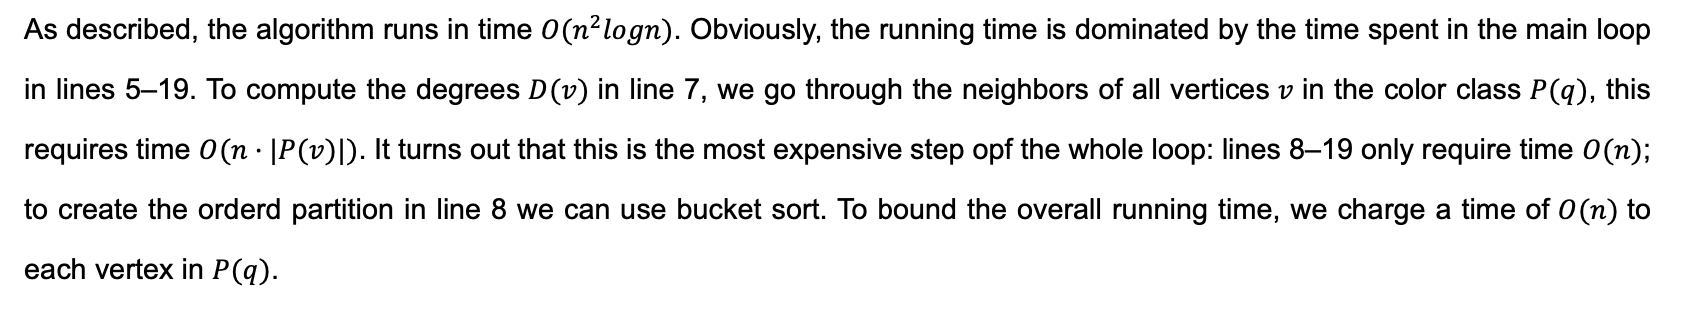 As described, the algorithm runs in time O(n²logn). Obviously, the running time is dominated by the time spent in the main loop
in lines 5–19. To compute the degrees D(v) in line 7, we go through the neighbors of all vertices v in the color class P(q), this
requires time O(n · |P(v)|). It turns out that this is the most expensive step opf the whole loop: lines 8–19 only require time O(n);
to create the orderd partition in line 8 we can use bucket sort. To bound the overall running time, we charge a time of O(n) to
each vertex in P(q).